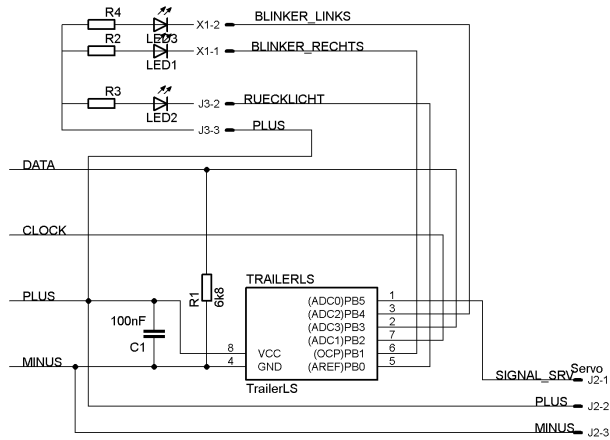 R4
X1-2
BLINKER_LINKS
LED3
R2
X1-1
BLINKER_RECHTS
LED1
R3
J3-2
RUECKLICHT
LED2
J3-3
PLUS
DATA
CLOCK
R1
6k8
TRAILERLS
PLUS
(ADC0)PB5
1
(ADC2)PB4
3
100nF
(ADC3)PB3
2
C1
(ADC1)PB2
7
8
VCC
(OCP)PB1
6
MINUS
4
GND
(AREF)PB0
5
TrailerLS
Servo
SIGNAL_SRV
J2-1
PLUS
J2-2
MINUS
J2-3